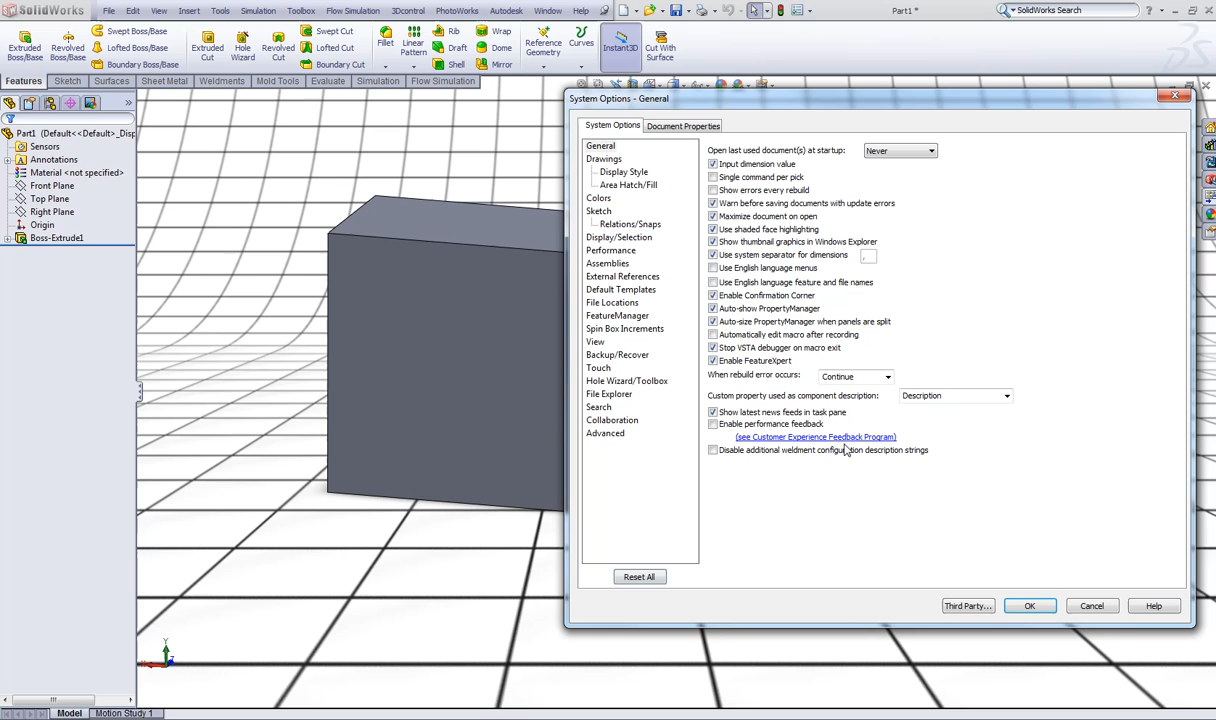 SolidWorks File Edit View Insert Tools Simulation Toolbox Flow Simulation 3Dcontrol PhotoWorks Autodesk Window Help Part1 * SolidWorks Search
Extruded Boss/Base
Revolved Boss/Base
Swept Boss/Base
Lofted Boss/Base
Boundary Boss/Base
Extruded Cut
Hole Wizard
Revolved Cut
Swept Cut
Lofted Cut
Boundary Cut
Fillet
Linear Pattern
Rib
Draft
Shell
Wrap
Dome
Mirror
Reference Geometry
Curves
Instant3D
Cut With Surface
Features Sketch Surfaces Sheet Metal Weldments Mold Tools Evaluate Simulation Flow Simulation
Part1 (Default<<Default>_Disp
Sensors
Annotations
Material <not specified>
Front Plane
Top Plane
Right Plane
Origin
Boss-Extrude1
System Options - General
System Options Document Properties
General
Drawings
Display Style
Area Hatch/Fill
Colors
Sketch
Relations/Snaps
Display/Selection
Performance
Assemblies
External References
Default Templates
File Locations
FeatureManager
Spin Box Increments
View
Backup/Recover
Touch
Hole Wizard/Toolbox
File Explorer
Search
Collaboration
Advanced
Reset All
Open last used document(s) at startup: Never
Input dimension value
Single command per pick
Show errors every rebuild
Warn before saving documents with update errors
Maximize document on open
Use shaded face highlighting
Show thumbnail graphics in Windows Explorer
Use system separator for dimensions ,
Use English language menus
Use English language feature and file names
Enable Confirmation Corner
Auto-show PropertyManager
Auto-size PropertyManager when panels are split
Automatically edit macro after recording
Stop VSTA debugger on macro exit
Enable FeatureXpert
When rebuild error occurs: Continue
Custom property used as component description: Description
Show latest news feeds in task pane
Enable performance feedback
(see Customer Experience Feedback Program)
Disable additional weldment configuration description strings
Third Party... OK Cancel Help
Y
Model Motion Study 1